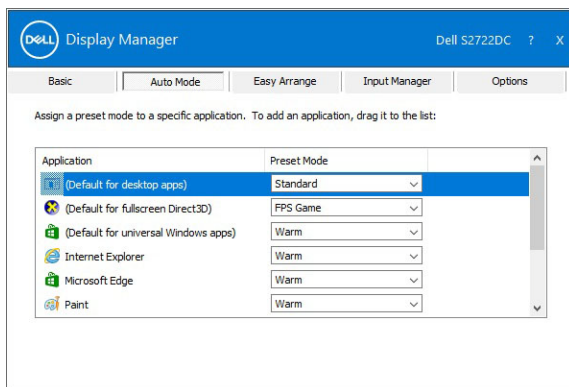 DELL Display Manager Dell S2722DC ? X
Basic Auto Mode Easy Arrange Input Manager Options
Assign a preset mode to a specific application. To add an application, drag it to the list:
Application Preset Mode
(Default for desktop apps) Standard
(Default for fullscreen Direct3D) FPS Game
(Default for universal Windows apps) Warm
Internet Explorer Warm
Microsoft Edge Warm
Paint Warm